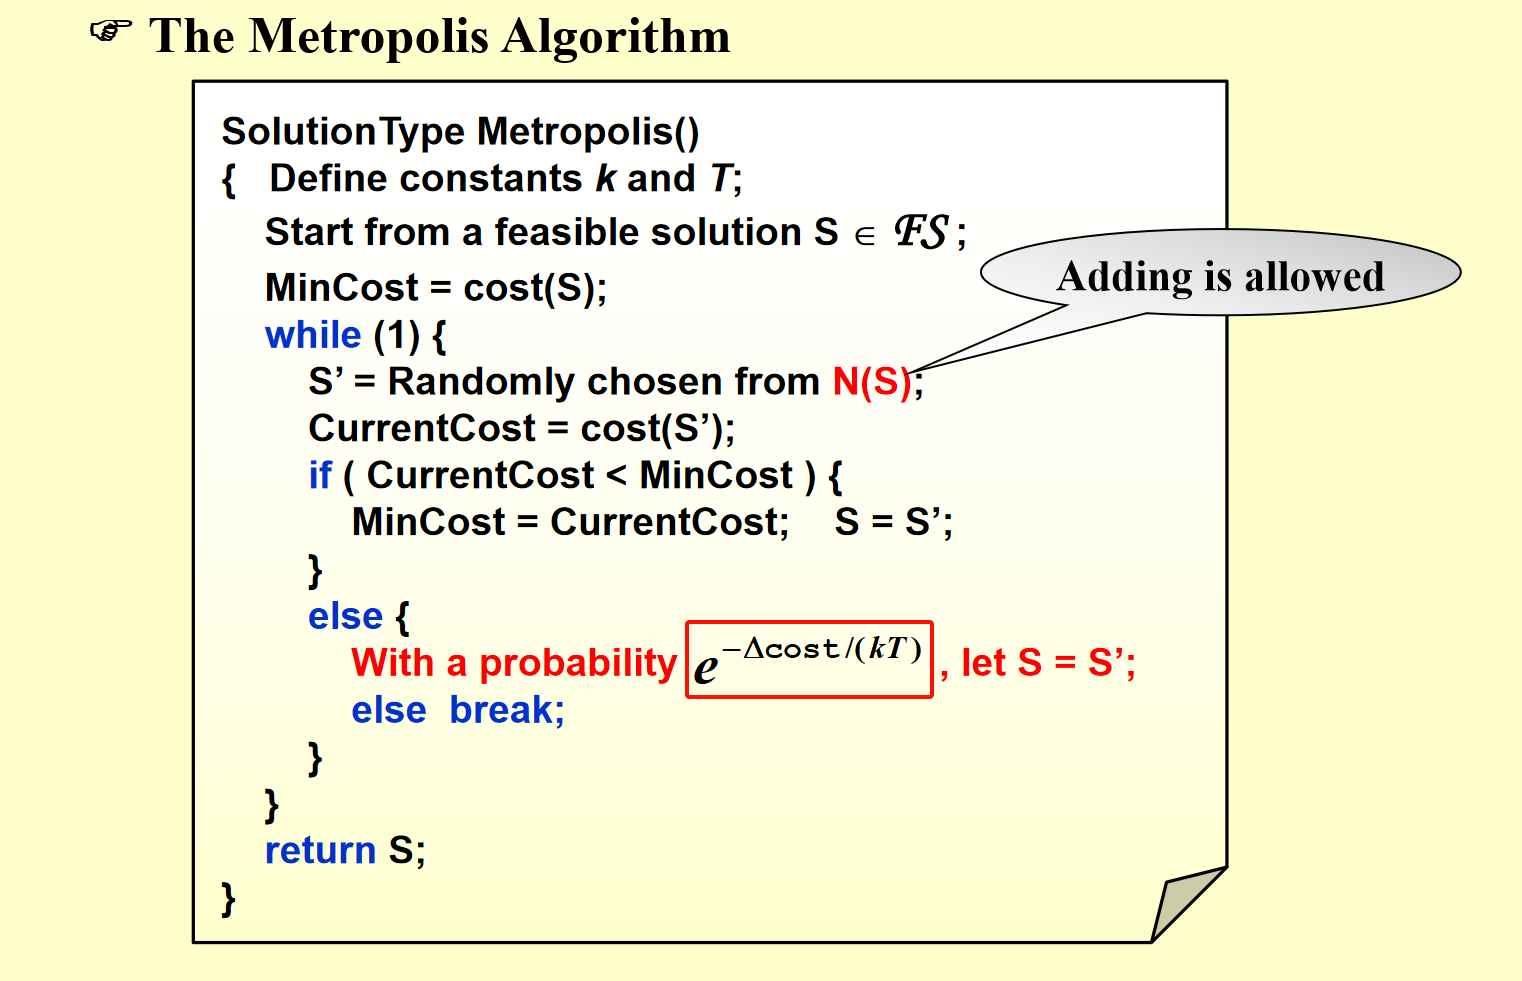 ☞ The Metropolis Algorithm
SolutionType Metropolis()
{ Define constants k and T;
Start from a feasible solution S ∈ ℱ𝒮 ;
MinCost = cost(S);
Adding is allowed
while (1) {
S’ = Randomly chosen from N(S);
CurrentCost = cost(S’);
if ( CurrentCost < MinCost ) {
MinCost = CurrentCost; S = S’;
}
else {
With a probability e^{−Δcost/(kT)}, let S = S’;
else break;
}
}
return S;
}